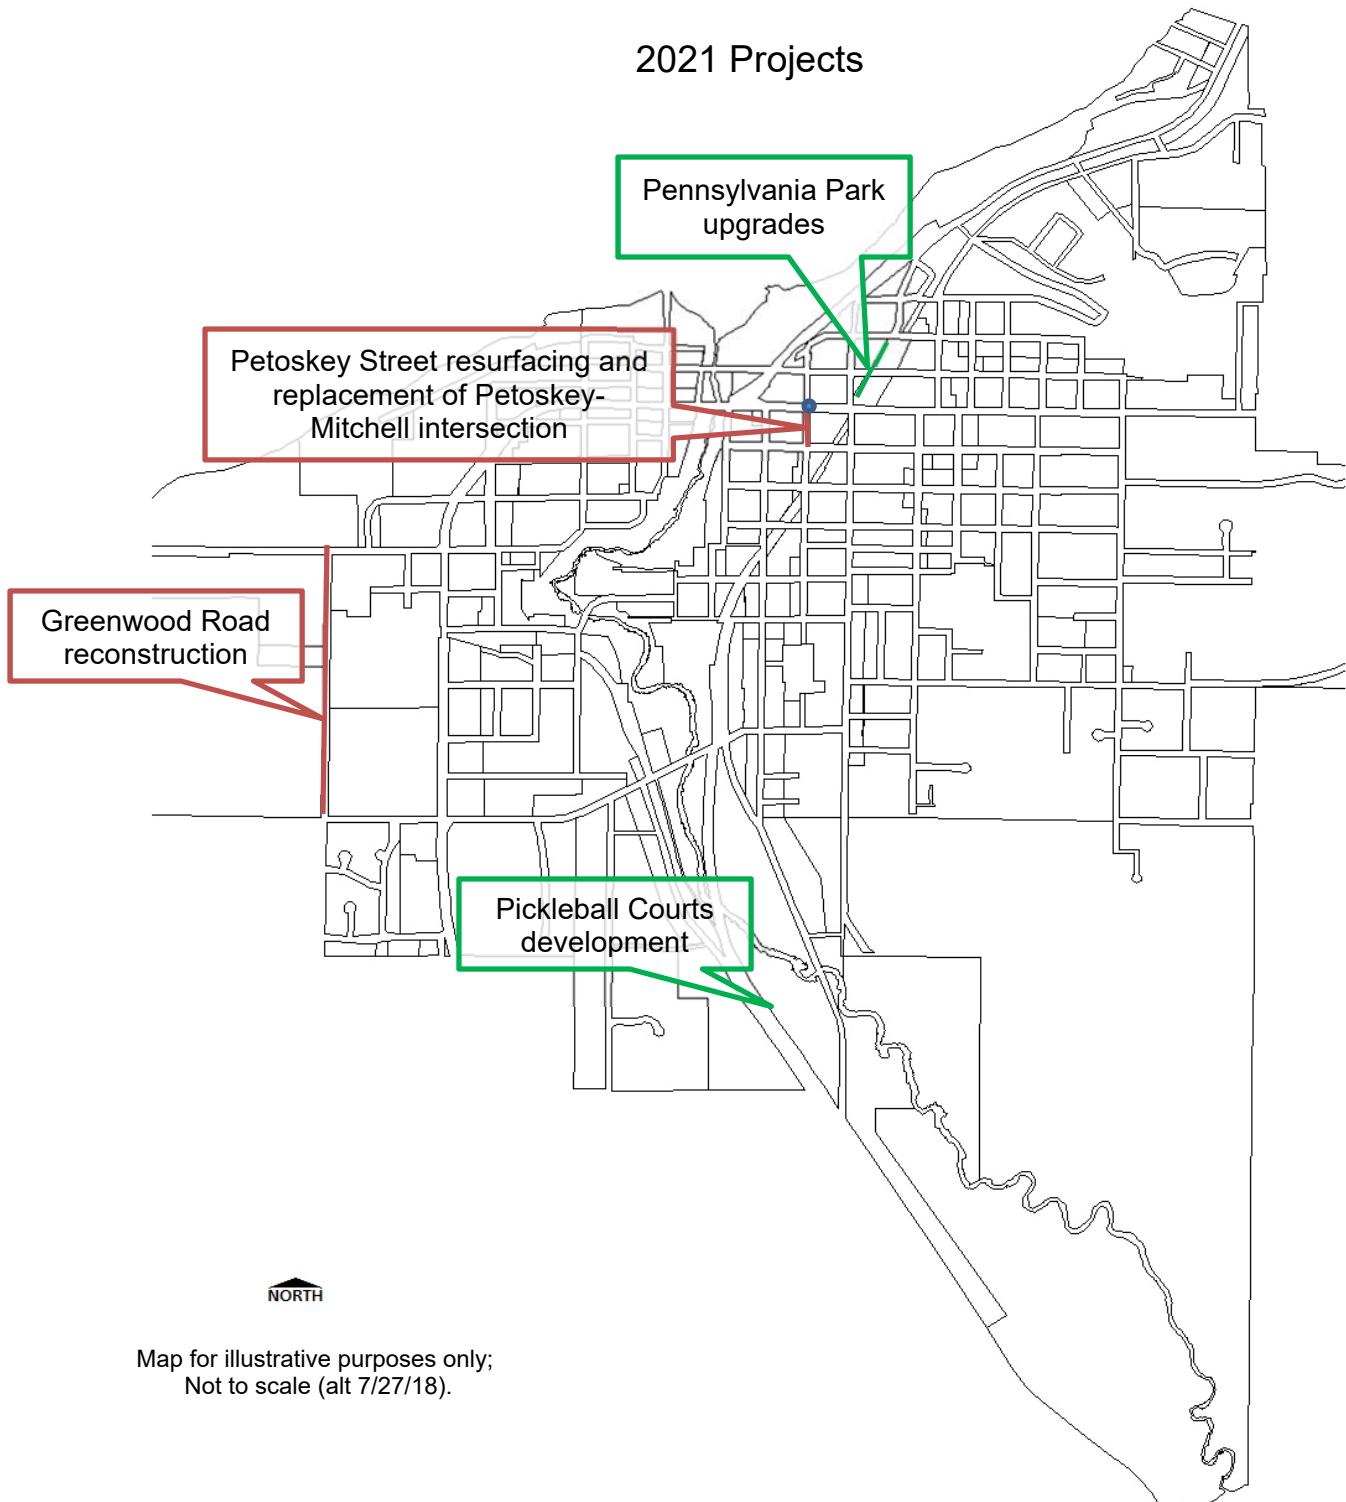 2021 Projects
Pennsylvania Park
upgrades
Petoskey Street resurfacing and
replacement of Petoskey-
Mitchell intersection
Greenwood Road
reconstruction
Pickleball Courts
development
NORTH
Map for illustrative purposes only;
Not to scale (alt 7/27/18).